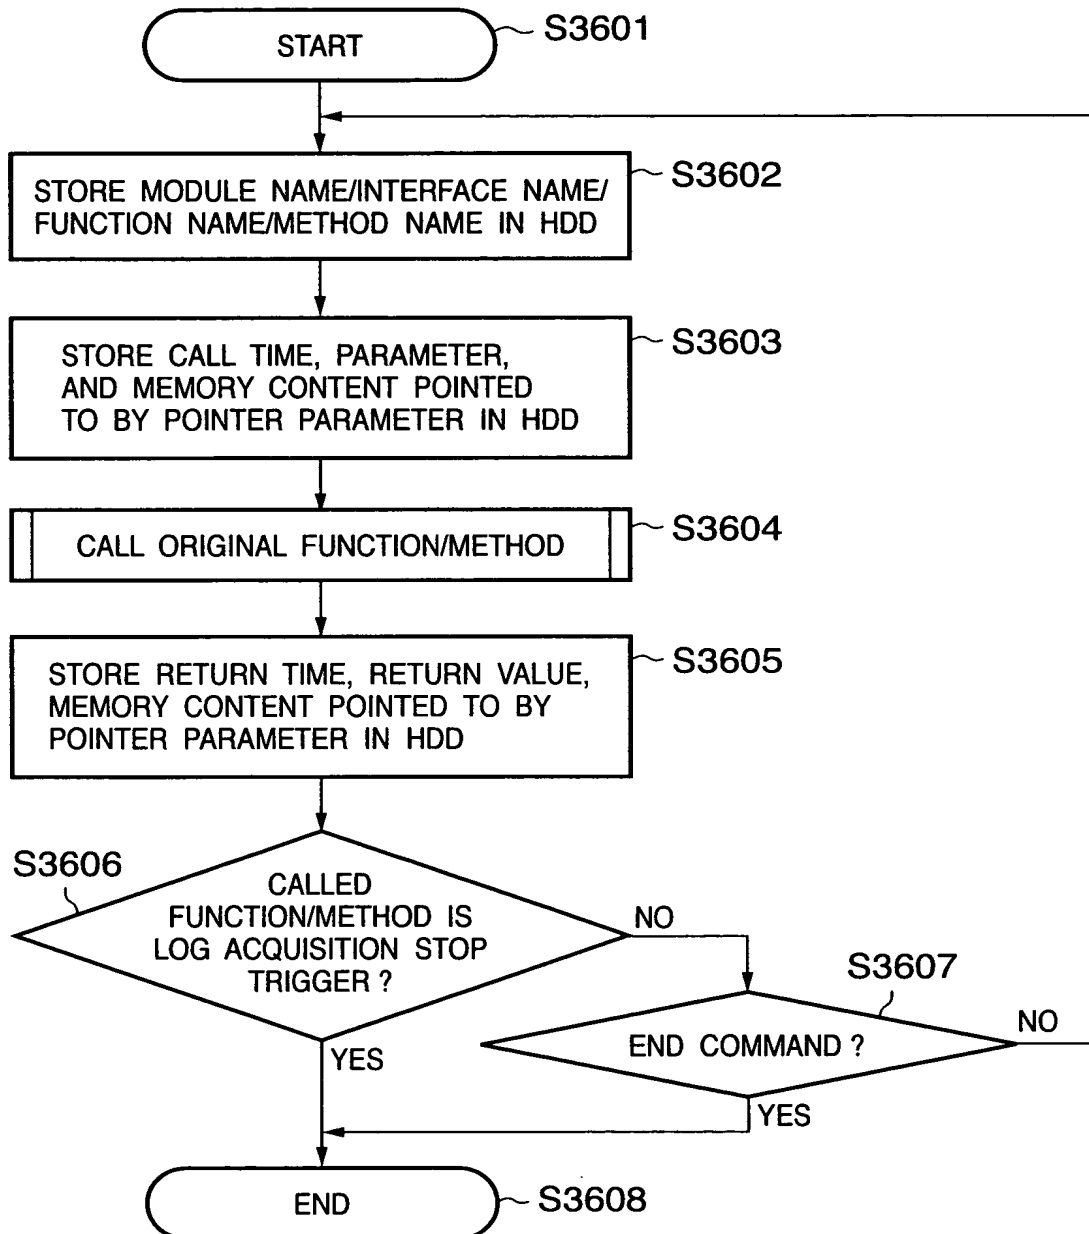 START
S3601
STORE MODULE NAME/INTERFACE NAME/
FUNCTION NAME/METHOD NAME IN HDD
S3602
STORE CALL TIME, PARAMETER,
AND MEMORY CONTENT POINTED
TO BY POINTER PARAMETER IN HDD
S3603
CALL ORIGINAL FUNCTION/METHOD
S3604
STORE RETURN TIME, RETURN VALUE,
MEMORY CONTENT POINTED TO BY
POINTER PARAMETER IN HDD
S3605
S3606
CALLED
FUNCTION/METHOD IS
LOG ACQUISITION STOP
TRIGGER ?
NO
YES
S3607
END COMMAND ?
NO
YES
END
S3608